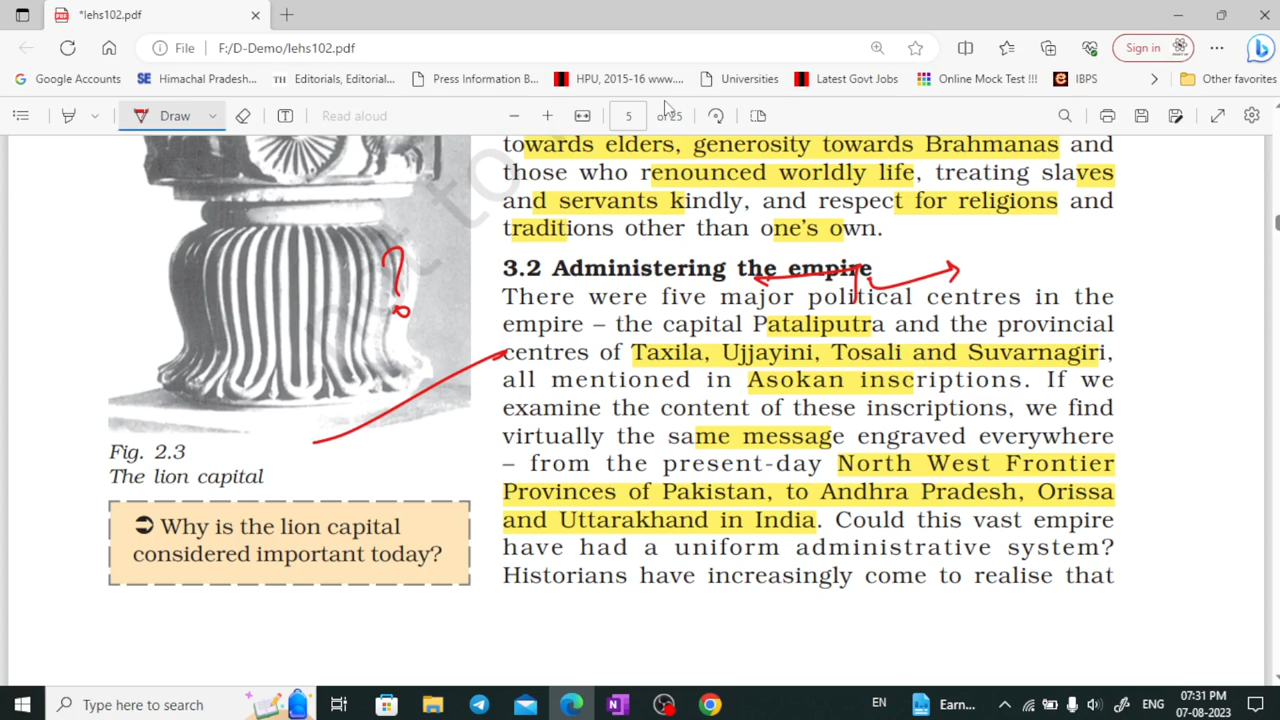 *lehs102.pdf
File F:/D-Demo/lehs102.pdf
Sign in
Google Accounts
SE Himachal Pradesh...
TH Editorials, Editorial...
Press Information B...
HPU, 2015-16 www....
Universities
Latest Govt Jobs
Online Mock Test !!!
IBPS
Other favorites
Draw
Read aloud
5
of 25
towards elders, generosity towards Brahmanas and
those who renounced worldly life, treating slaves
and servants kindly, and respect for religions and
traditions other than one's own.
3.2 Administering the empire
There were five major political centres in the
empire – the capital Pataliputra and the provincial
centres of Taxila, Ujjayini, Tosali and Suvarnagiri,
all mentioned in Asokan inscriptions. If we
examine the content of these inscriptions, we find
virtually the same message engraved everywhere
– from the present-day North West Frontier
Provinces of Pakistan, to Andhra Pradesh, Orissa
and Uttarakhand in India. Could this vast empire
have had a uniform administrative system?
Historians have increasingly come to realise that
?
Fig. 2.3
The lion capital
Why is the lion capital
considered important today?
Type here to search
EN
Earn...
ENG
07:31 PM
07-08-2023